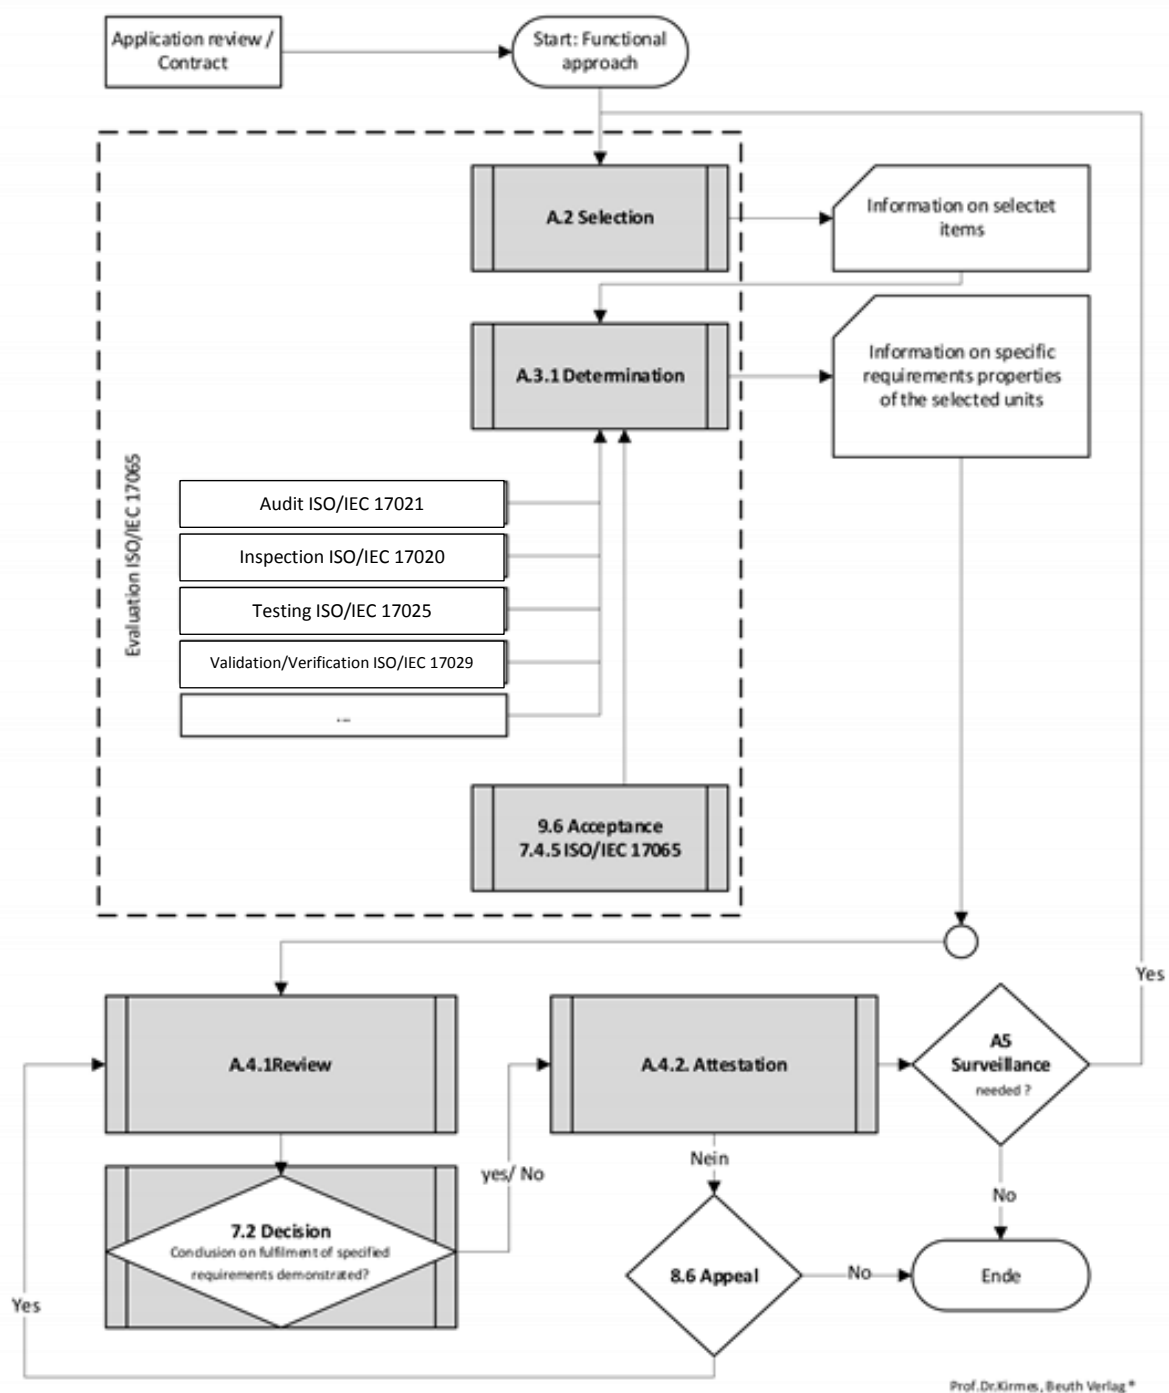 Application review /
Contract
Start: Functional
approach
A.2 Selection
Information on selectet
items
A.3.1 Determination
Information on specific
requirements properties
of the selected units
Evaluation ISO/IEC 17065
Audit ISO/IEC 17021
Inspection ISO/IEC 17020
Testing ISO/IEC 17025
Validation/Verification ISO/IEC 17029
...
9.6 Acceptance
7.4.5 ISO/IEC 17065
Yes
A.4.1Review
A.4.2. Attestation
A5
Surveillance
needed ?
yes/ No
Nein
No
7.2 Decision
Conclusion on fulfilment of specified
requirements demonstrated?
8.6 Appeal
No
Ende
Yes
Prof.Dr.Kirmes, Beuth Verlag ®